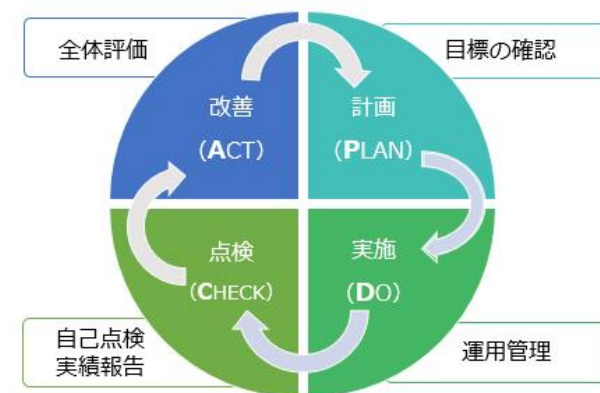 全体評価
目標の確認
改善
(ACT)
計画
(PLAN)
点検
(CHECK)
実施
(DO)
自己点検
実績報告
運用管理